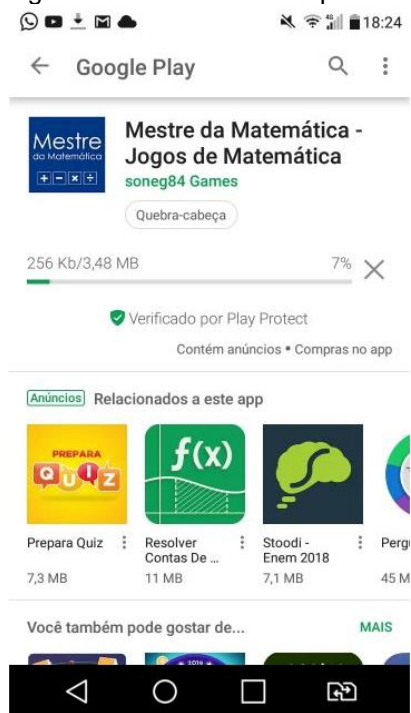 18:24
Google Play
Mestre
da Matemática
Mestre da Matemática -
Jogos de Matemática
soneg84 Games
Quebra-cabeça
256 Kb/3,48 MB
7%
Verificado por Play Protect
Contém anúncios • Compras no app
Anúncios Relacionados a este app
PREPARA
QUIZ
f(x)
Prepara Quiz
7,3 MB
Resolver
Contas De ...
11 MB
Stoodi -
Enem 2018
7,1 MB
45 M
Você também pode gostar de...
MAIS